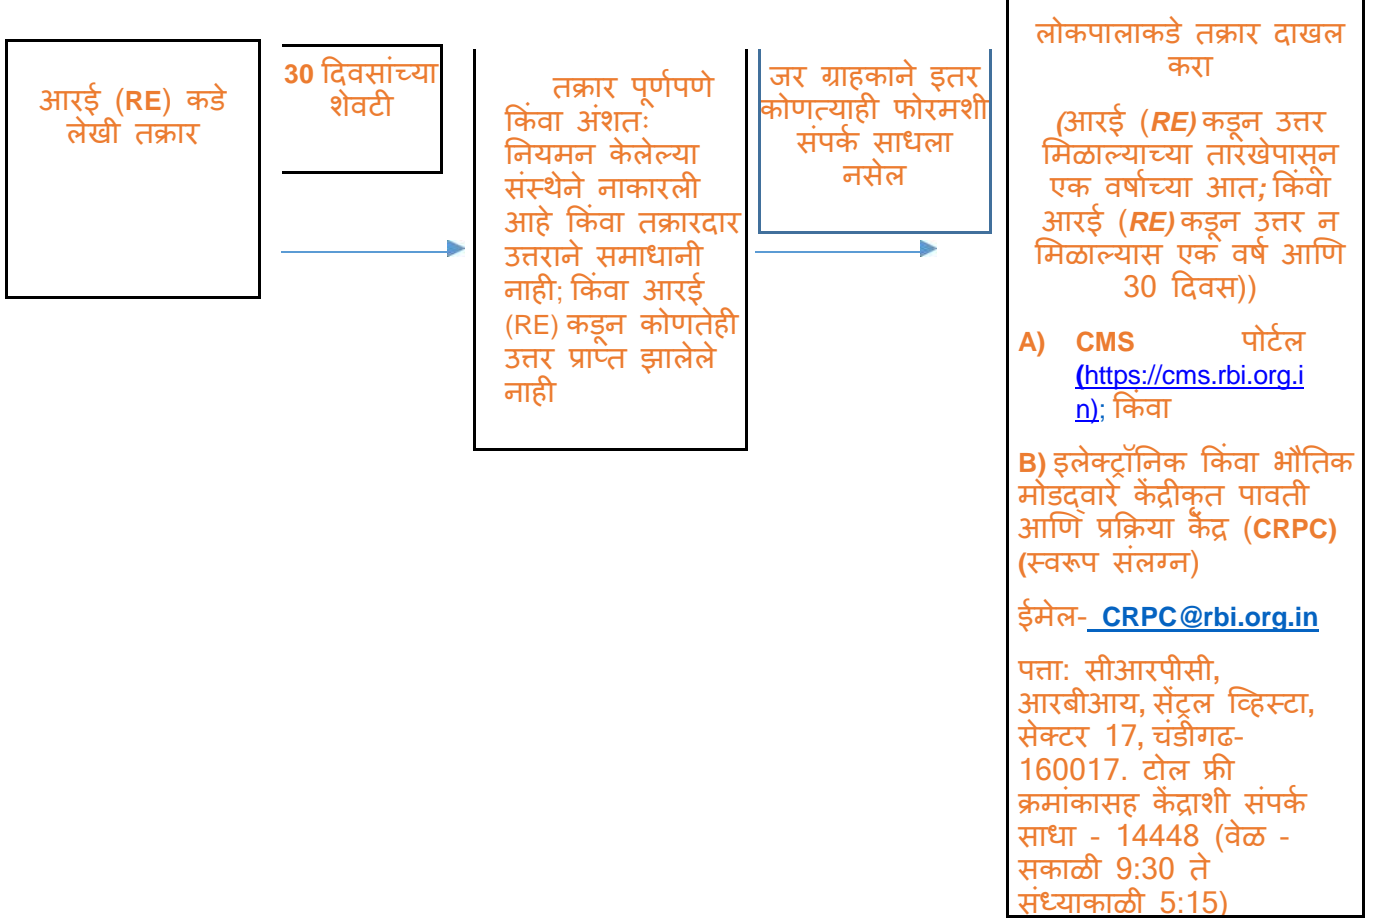 आरई (RE) कडे
लेखी तक्रार
30 दिवसांच्या
शेवटी
तक्रार पूर्णपणे
किंवा अंशतः
नियमन केलेल्या
संस्थेने नाकारली
आहे किंवा तक्रारदार
उत्तराने समाधानी
नाही; किंवा आरई
(RE) कडून कोणतेही
उत्तर प्राप्त झालेले
नाही
जर ग्राहकाने इतर
कोणत्याही फोरमशी
संपर्क साधला
नसेल
लोकपालाकडे तक्रार दाखल
करा
(आरई (RE) कडून उत्तर
मिळाल्याच्या तारखेपासून
एक वर्षाच्या आत; किंवा
आरई (RE) कडून उत्तर न
मिळाल्यास एक वर्ष आणि
30 दिवस))
A) CMS पोर्टल
(https://cms.rbi.org.i
n); किंवा
B) इलेक्ट्रॉनिक किंवा भौतिक
मोडद्वारे केंद्रीकृत पावती
आणि प्रक्रिया केंद्र (CRPC)
(स्वरूप संलग्न)
ईमेल- CRPC@rbi.org.in
पत्ता: सीआरपीसी,
आरबीआय, सेंट्रल व्हिस्टा,
सेक्टर 17, चंडीगढ-
160017. टोल फ्री
क्रमांकासह केंद्राशी संपर्क
साधा - 14448 (वेळ -
सकाळी 9:30 ते
संध्याकाळी 5:15)